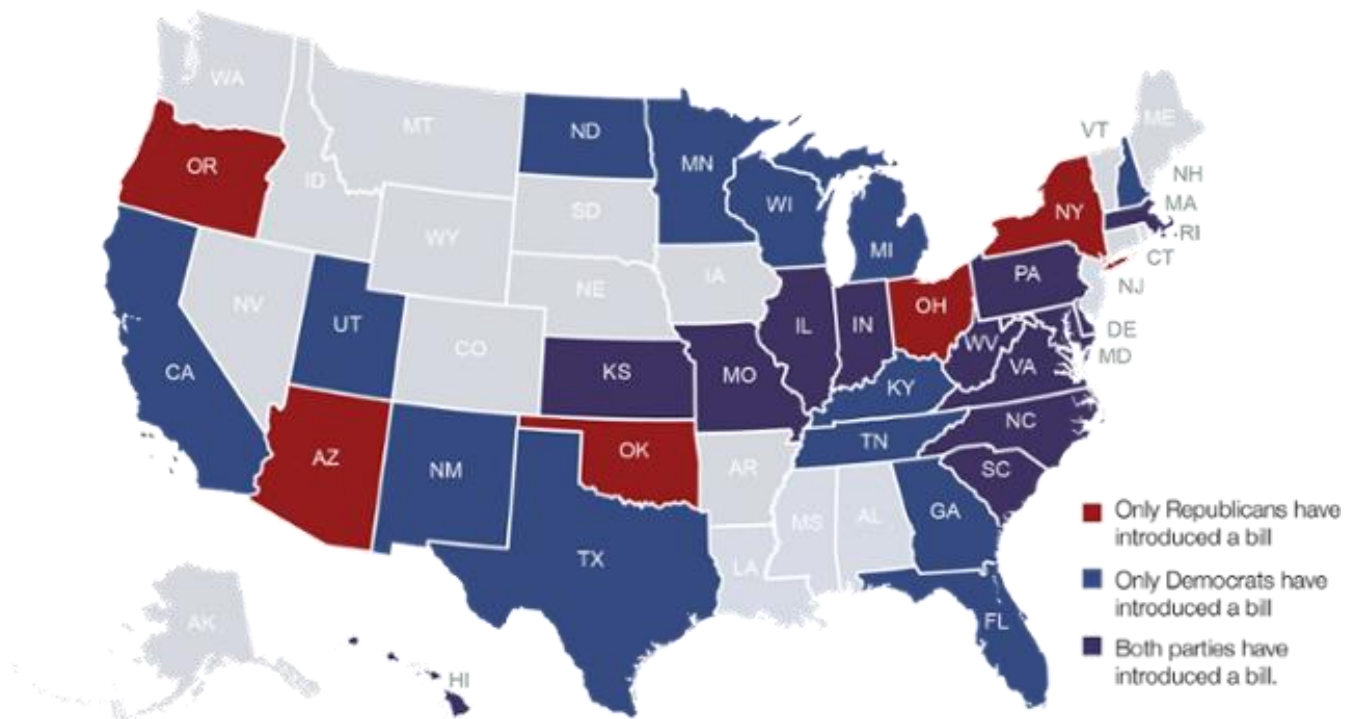 WA
ME
VT
ND
MT
MN
OR
NH
ID
WI
MA
NY
SD
RI
WY
MI
CT
PA
IA
NJ
NE
NV
OH
UT
IL
IN
DE
CO
WV
MD
CA
KS
MO
VA
KY
NC
TN
OK
AZ
NM
AR
SC
GA
MS
AL
Only Republicans have
introduced a bill
TX
LA
Only Democrats have
introduced a bill
FL
AK
Both parties have
introduced a bill.
HI